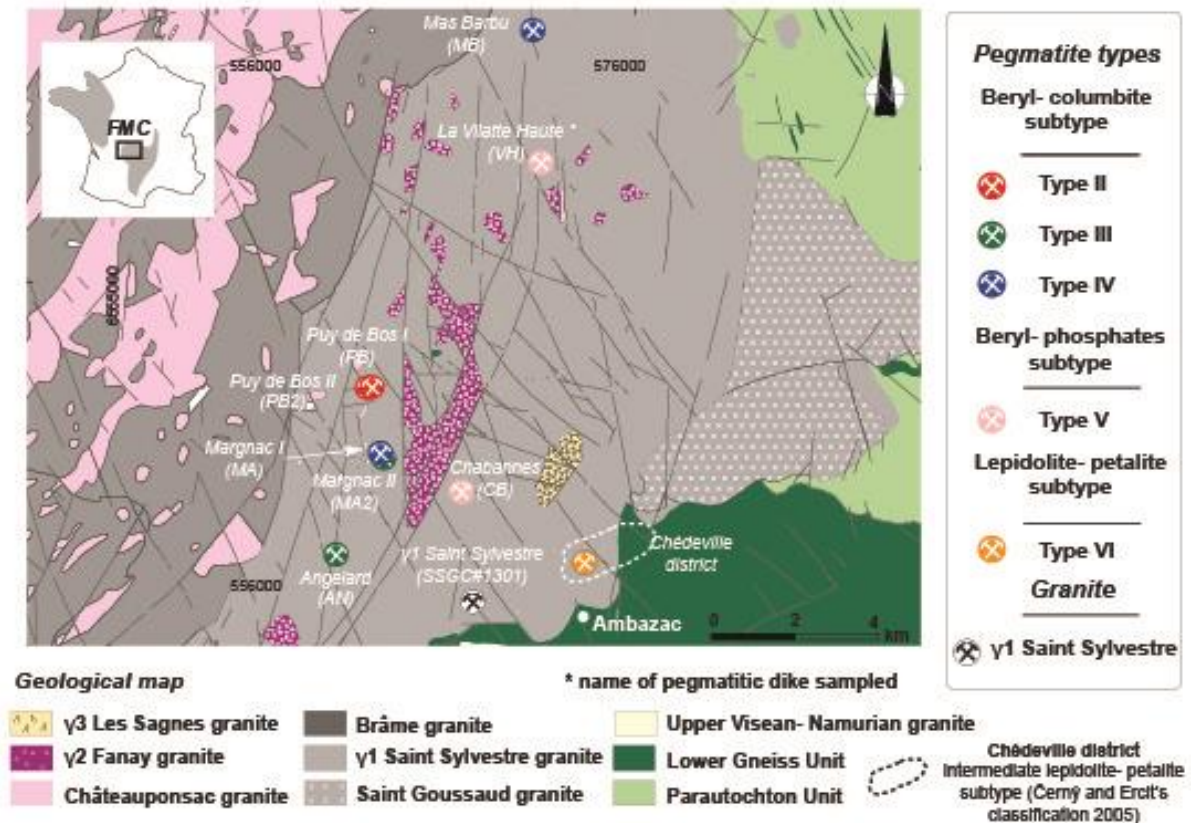 Mas Barbu
(MB)
556000
576000
FMC
La Vilatte Haute *
(VH)
6555000
Puy de Bos I
(PB)
Puy de Bos II
(PB2)
Margnac I
(MA)
Margnac II
(MA2)
Chabannes
(CB)
Angelard
(AN)
γ1 Saint Sylvestre
(SSGC#1301)
Chédeville
district
556000
Ambazac
0 2 4
km
Pegmatite types
Beryl- columbite
subtype
Type II
Type III
Type IV
Beryl- phosphates
subtype
Type V
Lepidolite- petalite
subtype
Type VI
Granite
γ1 Saint Sylvestre
Geological map
* name of pegmatitic dike sampled
γ3 Les Sagnes granite
γ2 Fanay granite
Châteauponsac granite
Brâme granite
γ1 Saint Sylvestre granite
Saint Goussaud granite
Upper Visean- Namurian granite
Lower Gneiss Unit
Parautochton Unit
Chédeville district
Intermediate lepidolite- petalite
subtype (Černý and Ercit's
classification 2005)